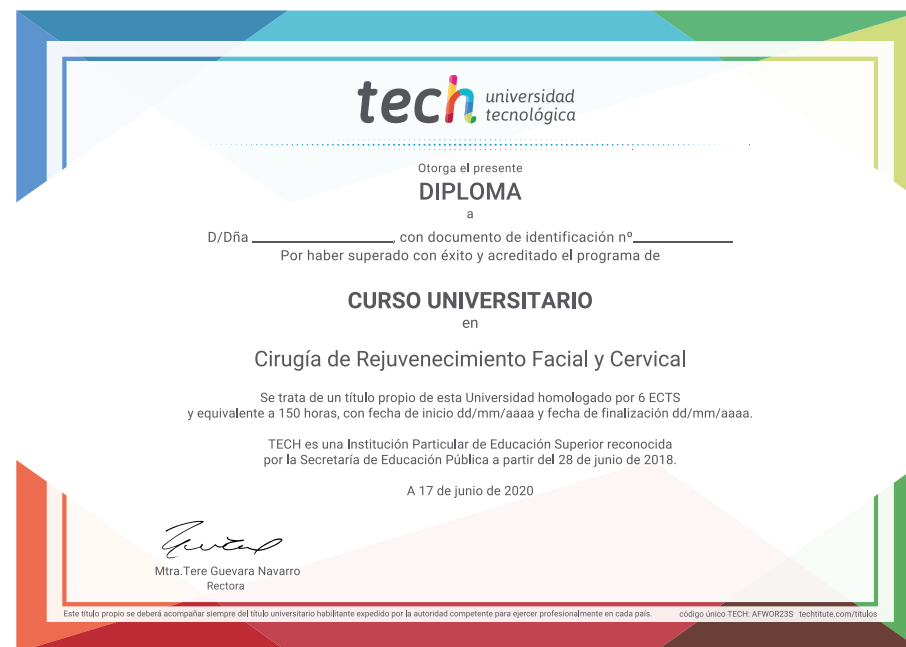 tech universidad
tecnológica
Otorga el presente
DIPLOMA
a
D/Dña ____________________, con documento de identificación nº______________
Por haber superado con éxito y acreditado el programa de
CURSO UNIVERSITARIO
en
Cirugía de Rejuvenecimiento Facial y Cervical
Se trata de un título propio de esta Universidad homologado por 6 ECTS
y equivalente a 150 horas, con fecha de inicio dd/mm/aaaa y fecha de finalización dd/mm/aaaa.
TECH es una Institución Particular de Educación Superior reconocida
por la Secretaría de Educación Pública a partir del 28 de junio de 2018.
A 17 de junio de 2020
Mtra.Tere Guevara Navarro
Rectora
Este título propio se deberá acompañar siempre del título universitario habilitante expedido por la autoridad competente para ejercer profesionalmente en cada país. código único TECH: AFWOR23S techtitute.com/titulos